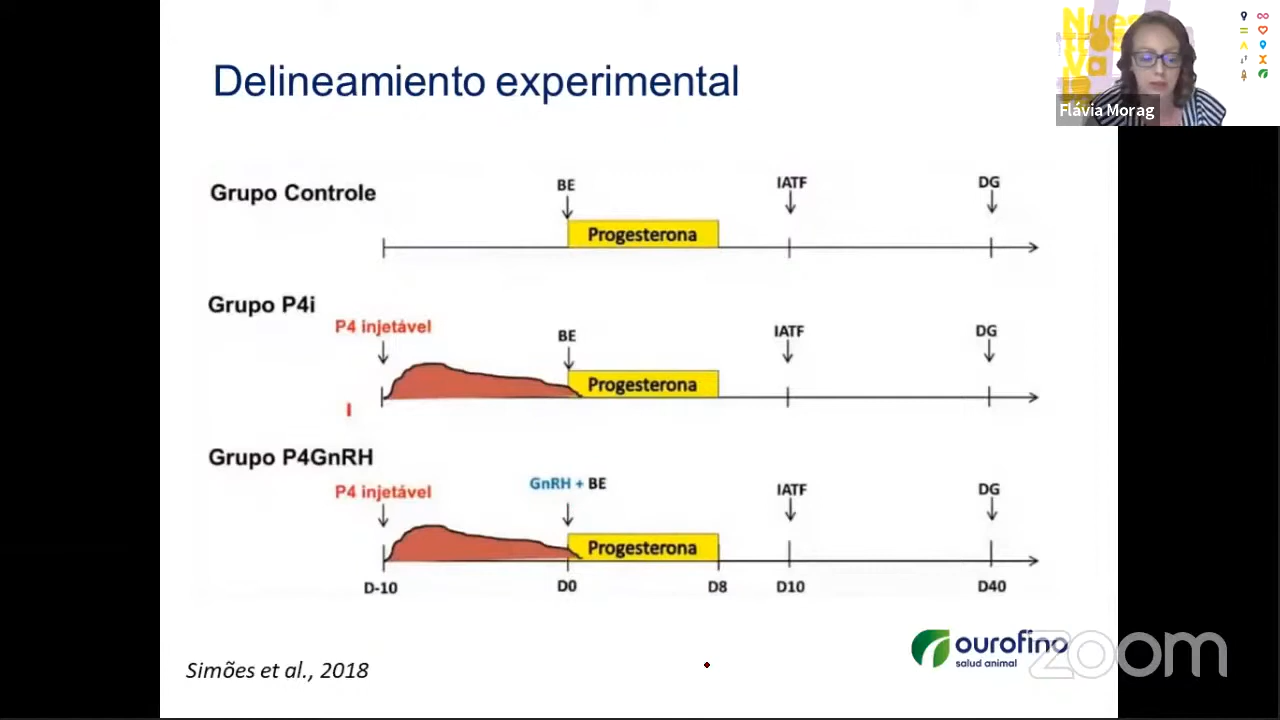 Delineamiento experimental
Flávia Morag
Grupo Controle
BE
IATF
DG
Progesterona
Grupo P4i
P4 injetável
BE
IATF
DG
Progesterona
I
Grupo P4GnRH
P4 injetável
GnRH + BE
IATF
DG
Progesterona
D-10
D0
D8
D10
D40
ourofino
salud animal
zoom
Simões et al., 2018